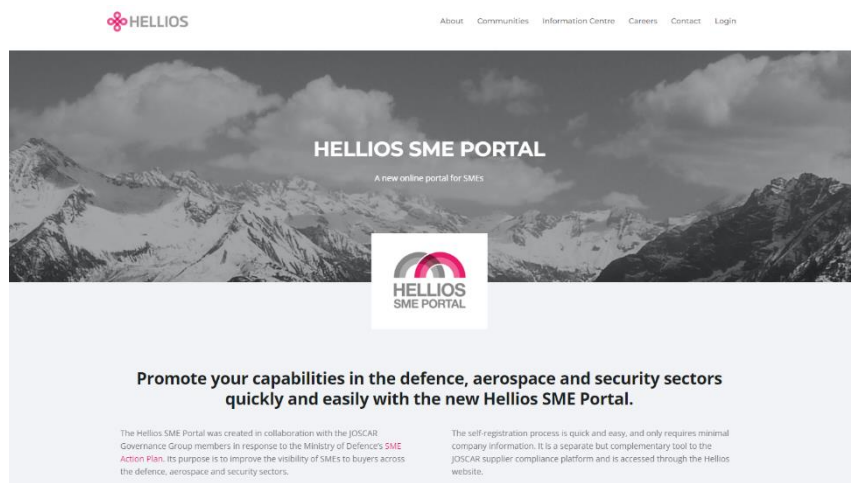 HELLIOS
About Communities Information Centre Careers Contact Login
HELLIOS SME PORTAL
A new online portal for SMEs
HELLIOS
SME PORTAL
Promote your capabilities in the defence, aerospace and security sectors
quickly and easily with the new Hellios SME Portal.
The Hellios SME Portal was created in collaboration with the JOSCAR
Governance Group members in response to the Ministry of Defence's SME
Action Plan. Its purpose is to improve the visibility of SMEs to buyers across
the defence, aerospace and security sectors.
The self-registration process is quick and easy, and only requires minimal
company information. It is a separate but complementary tool to the
JOSCAR supplier compliance platform and is accessed through the Hellios
website.